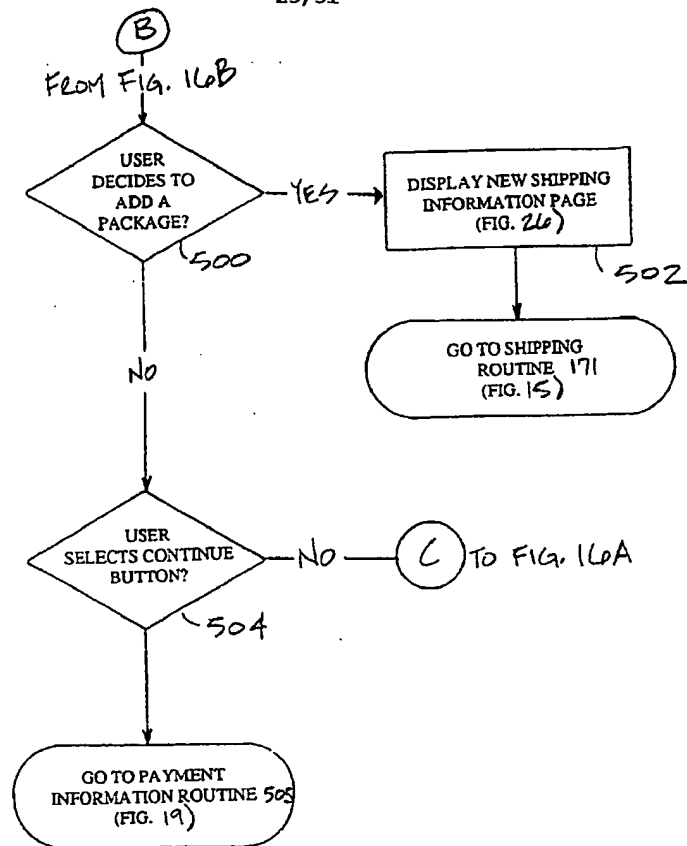 B
FROM FIG. 16B
USER
DECIDES TO
ADD A
PACKAGE?
500
YES
DISPLAY NEW SHIPPING
INFORMATION PAGE
(FIG. 26)
502
GO TO SHIPPING
ROUTINE 171
(FIG. 15)
NO
USER
SELECTS CONTINUE
BUTTON?
504
NO
C
TO FIG. 16A
GO TO PAYMENT
INFORMATION ROUTINE 505
(FIG. 19)